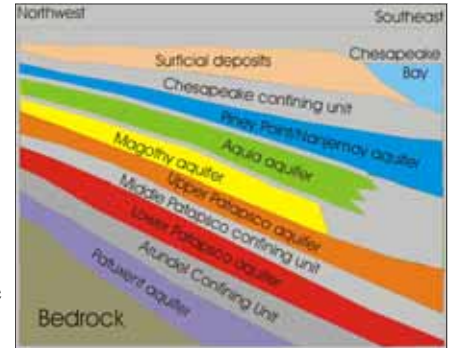 Northwest
Southeast
Surficial deposits
Chesapeake
Bay
Chesapeake confining unit
Piney Point/Nanjemoy aquifer
Aquia aquifer
Magothy aquifer
Upper Patapsco aquifer
Middle Patapsco confining unit
Lower Patapsco aquifer
Arundel Confining Unit
Patuxent aquifer
Bedrock